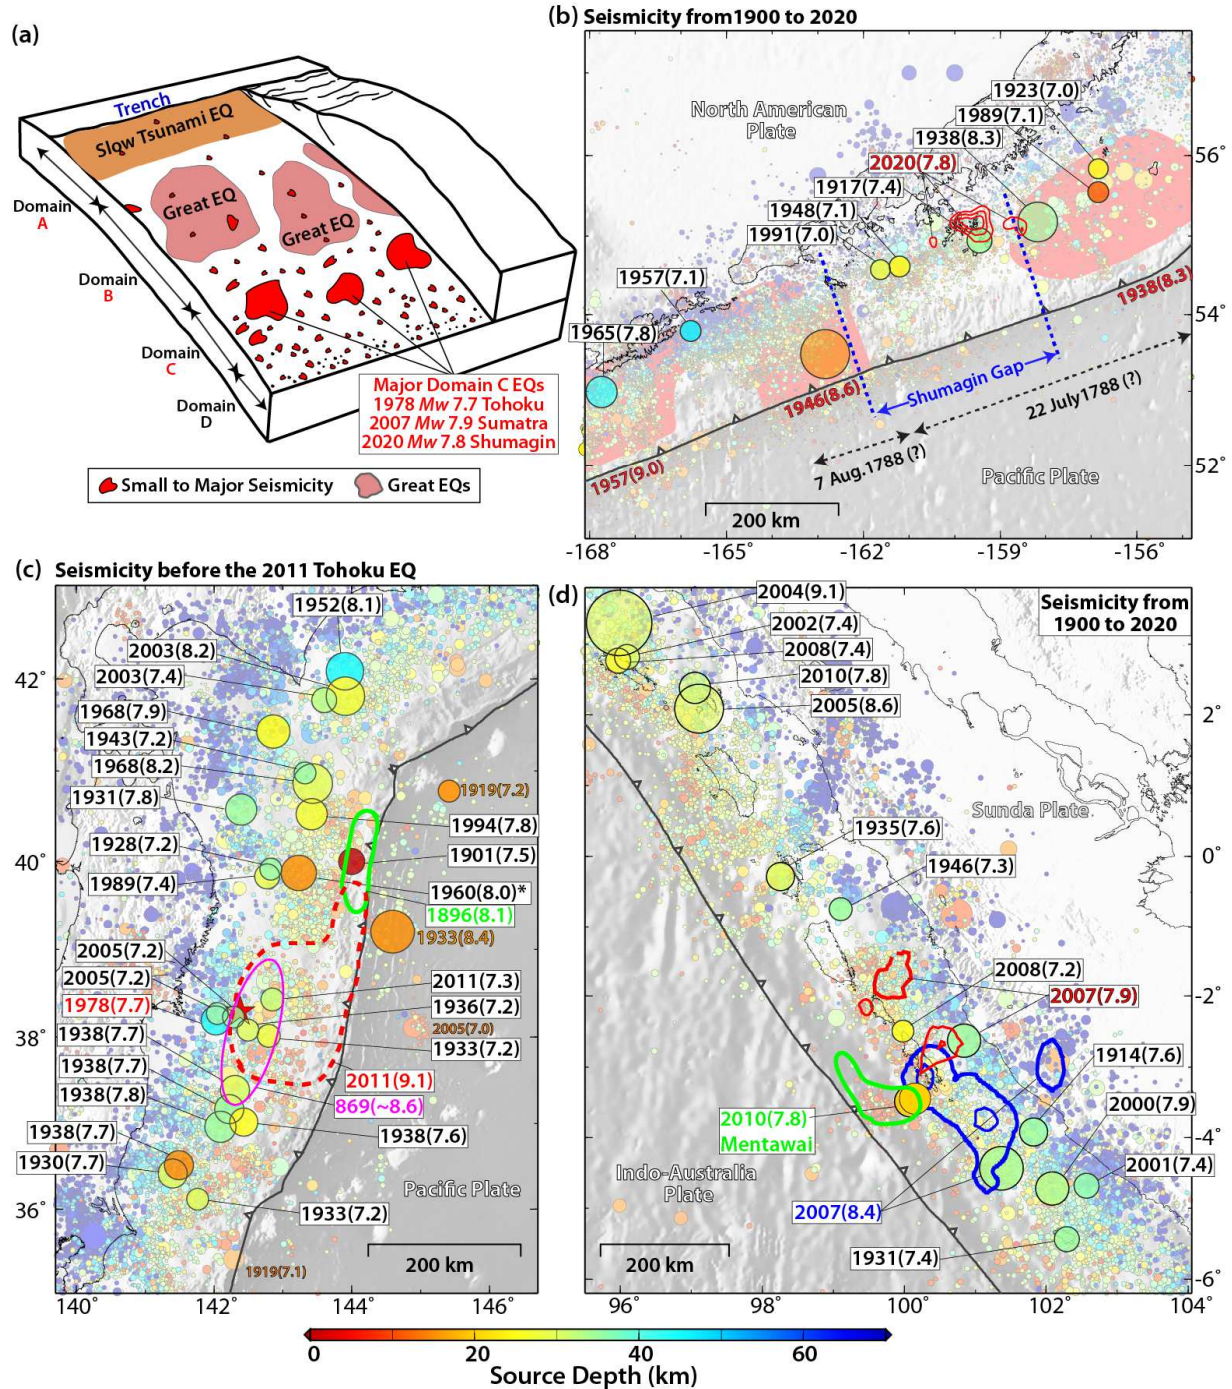 (a)
Trench
Slow Tsunami EQ
Great EQ
Great EQ
Domain
A
Domain
B
Domain
C
Domain
D
Major Domain C EQs
1978 Mw 7.7 Tohoku
2007 Mw 7.9 Sumatra
2020 Mw 7.8 Shumagin
Small to Major Seismicity
Great EQs
(b) Seismicity from1900 to 2020
North American
Plate
1923(7.0)
1989(7.1)
1938(8.3)
2020(7.8)
1917(7.4)
1948(7.1)
1991(7.0)
1957(7.1)
1965(7.8)
1938(8.3)
1946(8.6)
1957(9.0)
Shumagin Gap
22 July1788 (?)
7 Aug.1788 (?)
Pacific Plate
200 km
56°
54°
52°
-168° -165° -162° -159° -156°
(c) Seismicity before the 2011 Tohoku EQ
1952(8.1)
2003(8.2)
2003(7.4)
1968(7.9)
1943(7.2)
1968(8.2)
1931(7.8)
1919(7.2)
1994(7.8)
1928(7.2)
1901(7.5)
1989(7.4)
1960(8.0)*
1896(8.1)
1933(8.4)
2005(7.2)
2005(7.2)
2011(7.3)
1978(7.7)
1936(7.2)
2005(7.0)
1938(7.7)
1933(7.2)
1938(7.7)
2011(9.1)
1938(7.8)
869(~8.6)
1938(7.7)
1938(7.6)
1930(7.7)
Pacific Plate
1933(7.2)
1919(7.1)
200 km
42°
40°
38°
36°
140° 142° 144° 146°
(d)
Seismicity from
1900 to 2020
2004(9.1)
2002(7.4)
2008(7.4)
2010(7.8)
2005(8.6)
Sunda Plate
1935(7.6)
1946(7.3)
2008(7.2)
2007(7.9)
1914(7.6)
2000(7.9)
2010(7.8)
Mentawai
2001(7.4)
Indo-Australia
Plate
2007(8.4)
1931(7.4)
200 km
2°
0°
-2°
-4°
-6°
96° 98° 100° 102° 104°
0 20 40 60
Source Depth (km)